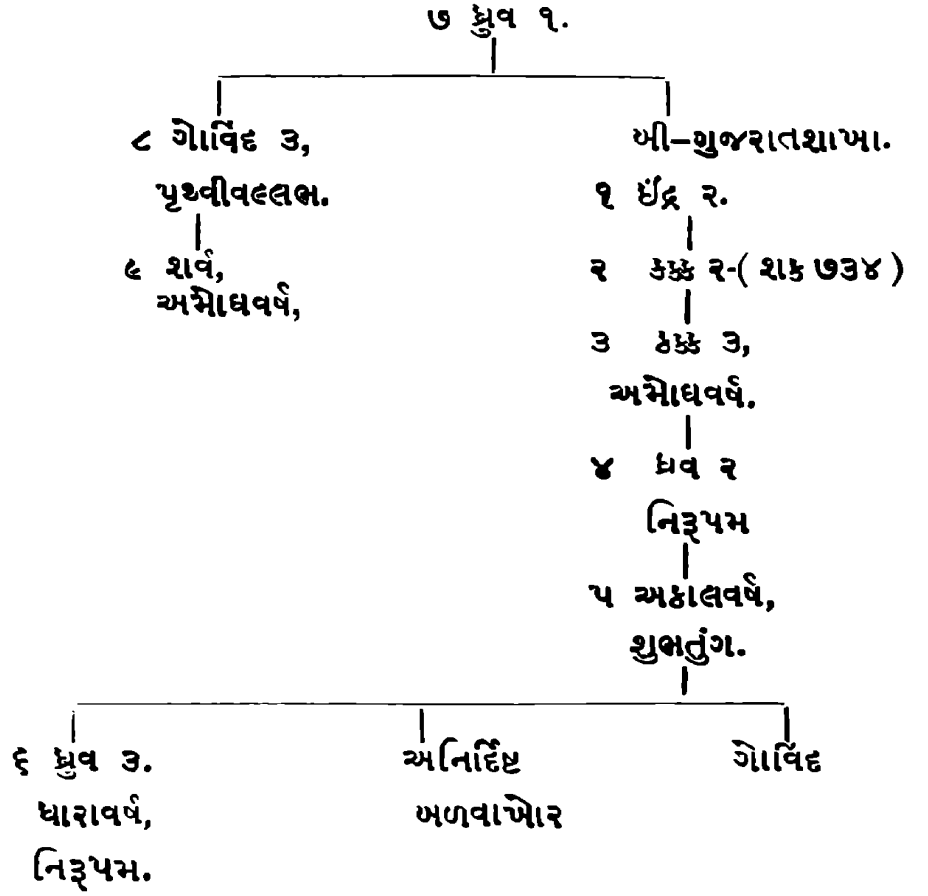 ૭ ધ્રુવ ૧.
૮ ગોવિંદ ૩,
પૃથ્વીવલ્લભ.
૯ શર્વ,
અમોઘવર્ષ,
ખી–ગુજરાતશાખા.
૧ ઇંદ્ર ૨.
૨ કક્ક ૨-( શક ૭૩૪ )
૩ કક્ક ૩,
અમોઘવર્ષ.
૪ ધ્રવ ૨
નિરૂપમ
૫ અકાલવર્ષ,
શુભતુંગ.
૬ ધ્રુવ ૩.
ધારાવર્ષ,
નિરૂપમ.
અનિર્દિષ્ટ
ખળવાખોર
ગોવિંદ